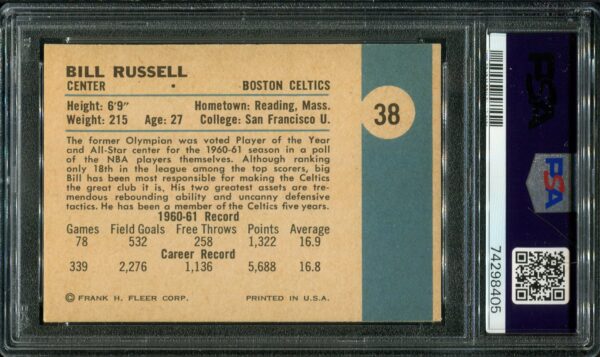 BILL RUSSELL
CENTER • BOSTON CELTICS
Height: 6'9" Hometown: Reading, Mass.
Weight: 215 Age: 27 College: San Francisco U.
38
The former Olympian was voted Player of the Year
and All-Star center for the 1960-61 season in a poll
of the NBA players themselves. Although ranking
only 18th in the league among the top scorers, big
Bill has been most responsible for making the Celtics
the great club it is, His two greatest assets are tre-
mendous rebounding ability and uncanny defensive
tactics. He has been a member of the Celtics five years.
1960-61 Record
Games Field Goals Free Throws Points Average
78 532 258 1,322 16.9
Career Record
339 2,276 1,136 5,688 16.8
© FRANK H. FLEER CORP. PRINTED IN U.S.A.
PSA
PSA
74298405